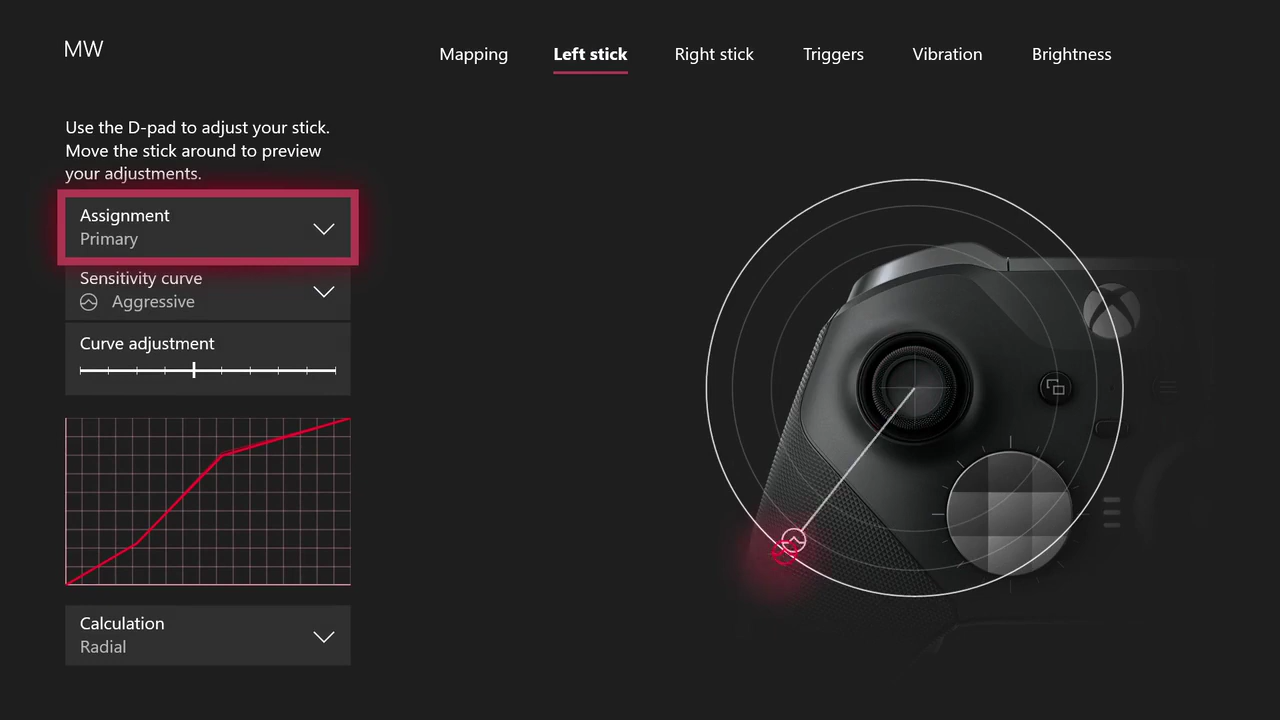 MW
Mapping
Left stick
Right stick
Triggers
Vibration
Brightness
Use the D-pad to adjust your stick.
Move the stick around to preview
your adjustments.
Assignment
Primary
Sensitivity curve
Aggressive
Curve adjustment
Calculation
Radial